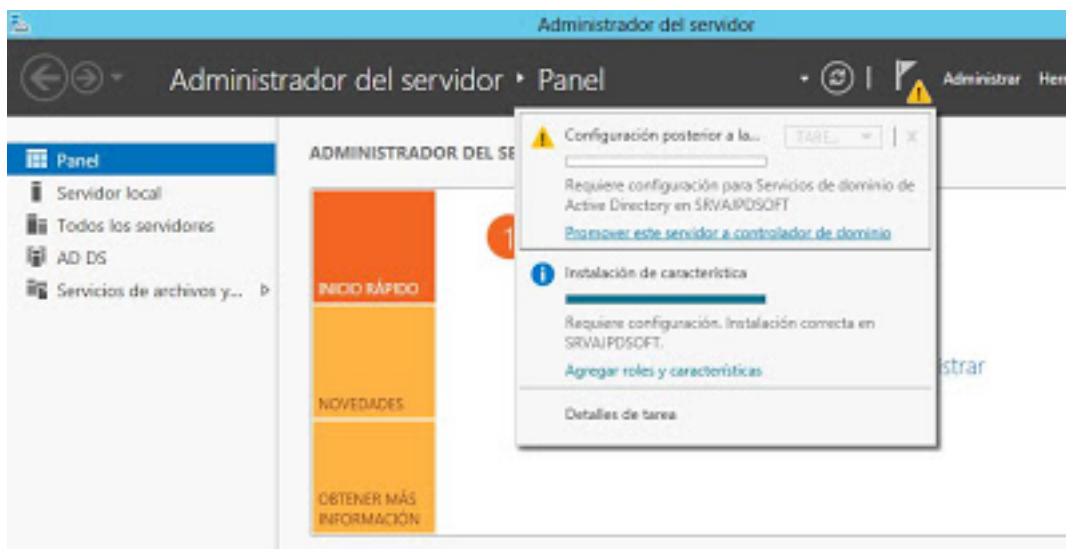 Administrador del servidor
Administrador del servidor • Panel
Administrar
Her
Panel
Servidor local
Todos los servidores
AD DS
Servicios de archivos y...
ADMINISTRADOR DEL SE
INICIO RÁPIDO
NOVEDADES
OBTENER MÁS
INFORMACIÓN
1
Configuración posterior a la...
TARE...
X
Requiere configuración para Servicios de dominio de
Active Directory en SRVAJPDSOFT
Promover este servidor a controlador de dominio
Instalación de característica
Requiere configuración. Instalación correcta en
SRVAJPDSOFT.
Agregar roles y características
Detalles de tarea
istrar